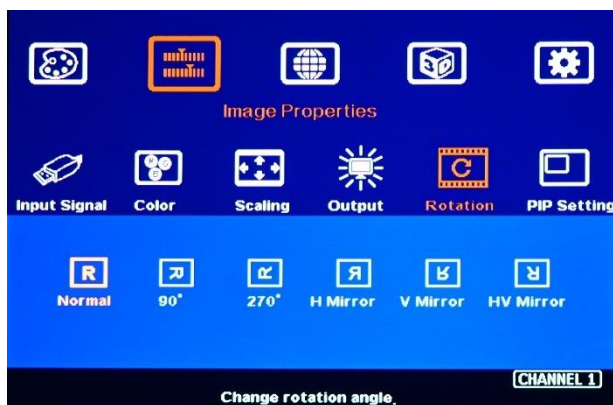 3D
Image Properties
R G B
Input Signal Color Scaling Output Rotation PIP Setting
R R R R R R
Normal 90° 270° H Mirror V Mirror HV Mirror
CHANNEL 1
Change rotation angle.